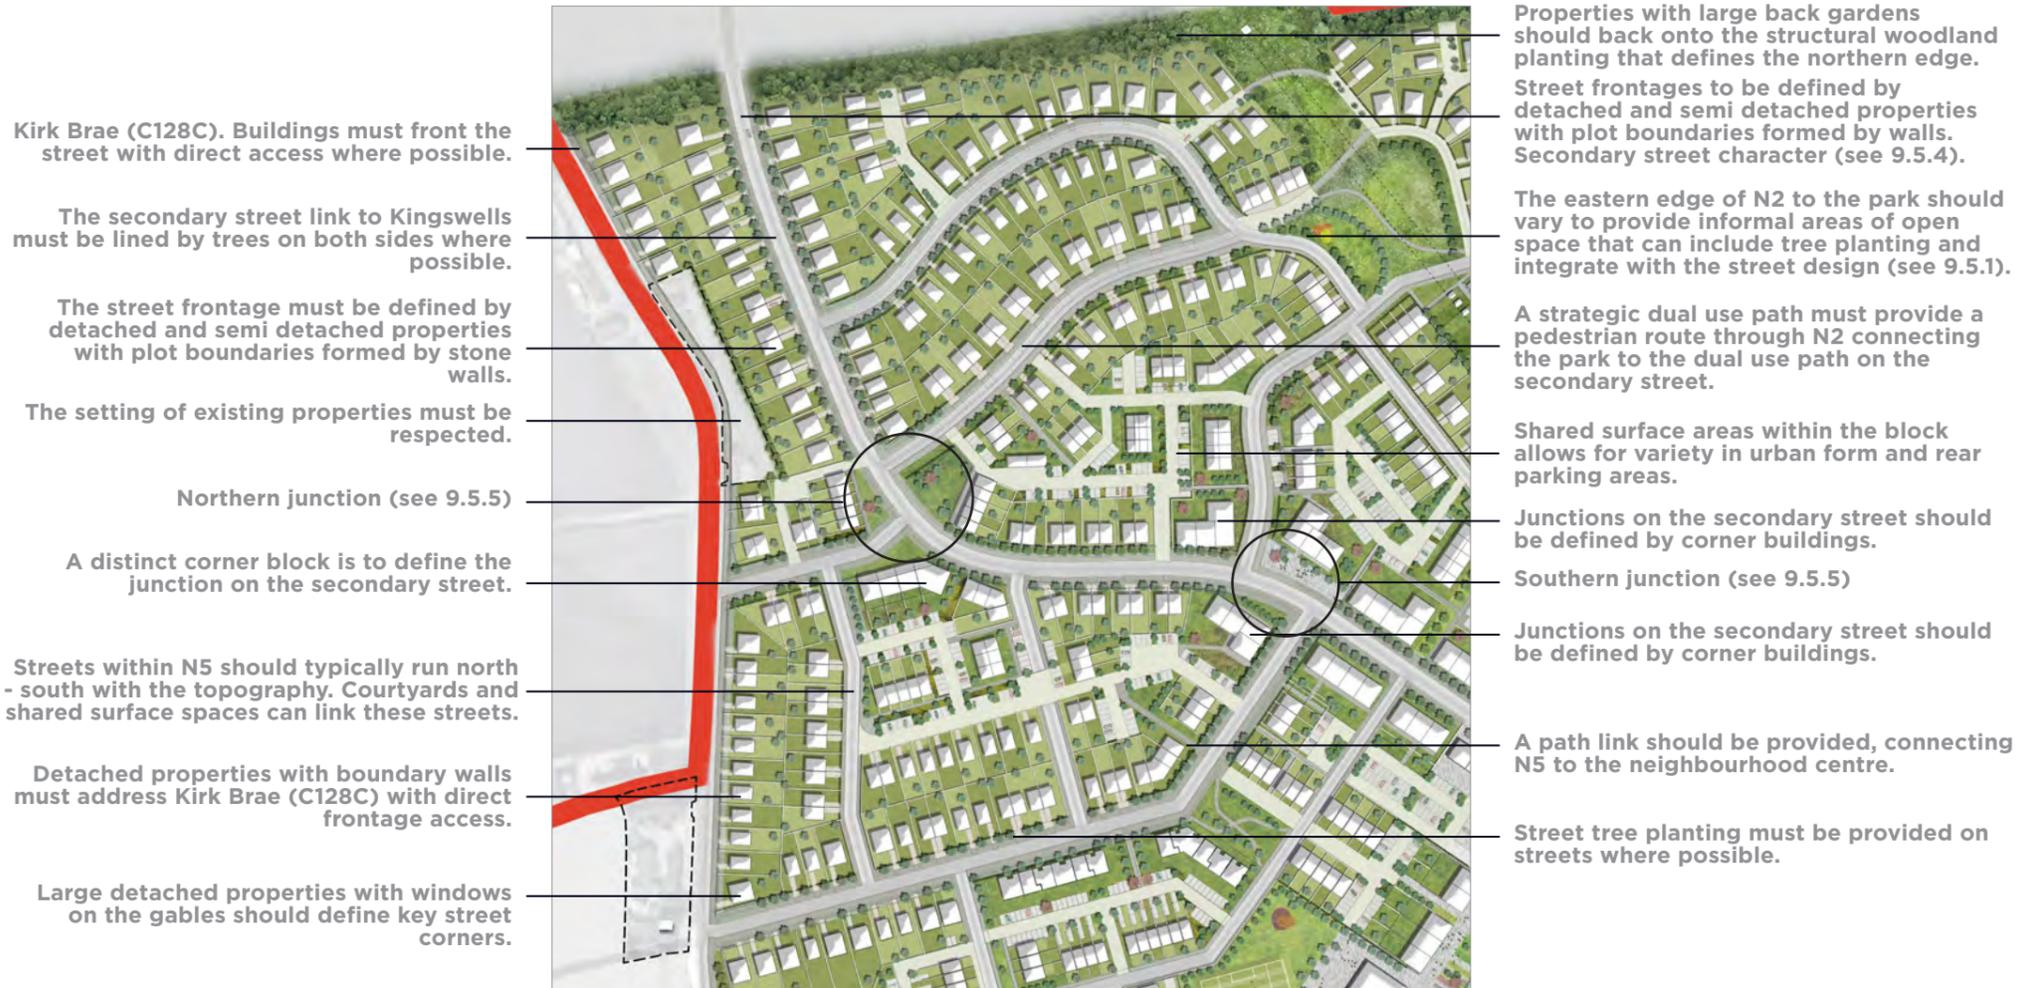 Kirk Brae (C128C). Buildings must front the
street with direct access where possible.
The secondary street link to Kingswells
must be lined by trees on both sides where
possible.
The street frontage must be defined by
detached and semi detached properties
with plot boundaries formed by stone
walls.
The setting of existing properties must be
respected.
Northern junction (see 9.5.5)
A distinct corner block is to define the
junction on the secondary street.
Streets within N5 should typically run north
- south with the topography. Courtyards and
shared surface spaces can link these streets.
Detached properties with boundary walls
must address Kirk Brae (C128C) with direct
frontage access.
Large detached properties with windows
on the gables should define key street
corners.
Properties with large back gardens
should back onto the structural woodland
planting that defines the northern edge.
Street frontages to be defined by
detached and semi detached properties
with plot boundaries formed by walls.
Secondary street character (see 9.5.4).
The eastern edge of N2 to the park should
vary to provide informal areas of open
space that can include tree planting and
integrate with the street design (see 9.5.1).
A strategic dual use path must provide a
pedestrian route through N2 connecting
the park to the dual use path on the
secondary street.
Shared surface areas within the block
allows for variety in urban form and rear
parking areas.
Junctions on the secondary street should
be defined by corner buildings.
Southern junction (see 9.5.5)
Junctions on the secondary street should
be defined by corner buildings.
A path link should be provided, connecting
N5 to the neighbourhood centre.
Street tree planting must be provided on
streets where possible.